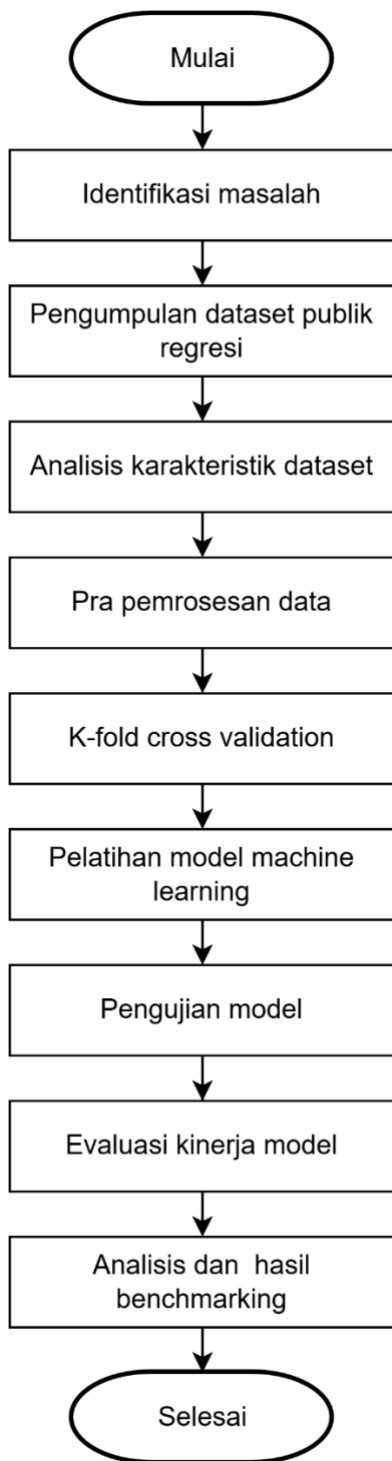 Mulai
Identifikasi masalah
Pengumpulan dataset publik
regresi
Analisis karakteristik dataset
Pra pemrosesan data
K-fold cross validation
Pelatihan model machine
learning
Pengujian model
Evaluasi kinerja model
Analisis dan  hasil
benchmarking
Selesai